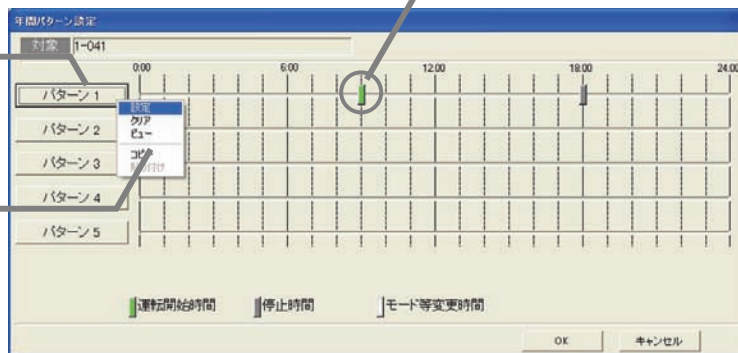 年間パターン設定
対象 1-041
0:00 6:00 12:00 18:00 24:00
パターン 1
設定
クリア
ビュー
コピー
パターン 2
パターン 3
パターン 4
パターン 5
運転開始時間 停止時間 モード等変更時間
OK キャンセル